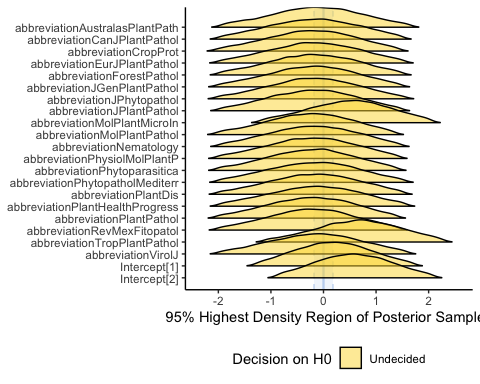 abbreviationAustralasPlantPath
abbreviationCanJPlantPathol
abbreviationCropProt
abbreviationEurJPlantPathol
abbreviationForestPathol
abbreviationJGenPlantPathol
abbreviationJPhytopathol
abbreviationJPlantPathol
abbreviationMolPlantMicroIn
abbreviationMolPlantPathol
abbreviationNematology
abbreviationPhysiolMolPlantP
abbreviationPhytoparasitica
abbreviationPhytopatholMediterr
abbreviationPlantDis
abbreviationPlantHealthProgresss
abbreviationPlantPathol
abbreviationRevMexFitopatol
abbreviationTropPlantPathol
abbreviationVirolJ
Intercept[1]
Intercept[2]
-2 -1 0 1 2
95% Highest Density Region of Posterior Sample
Decision on H0 Undecided